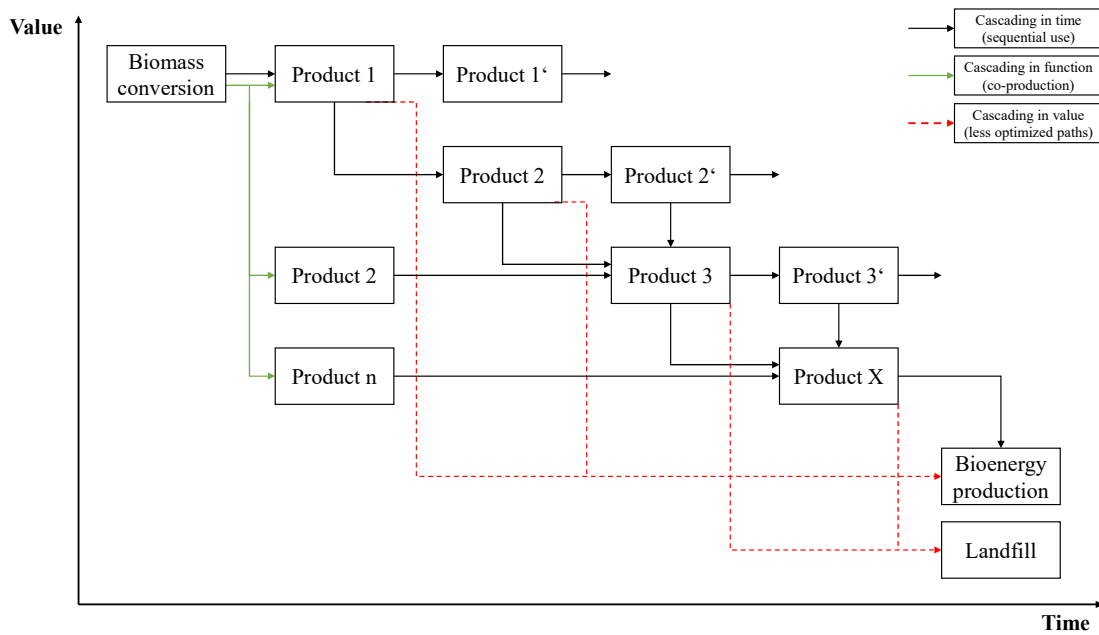 Value
Biomass
conversion
Product 1
Product 1‘
Cascading in time
(sequential use)
Cascading in function
(co-production)
Cascading in value
(less optimized paths)
Product 2
Product 2‘
Product 2
Product 3
Product 3‘
Product n
Product X
Bioenergy
production
Landfill
Time